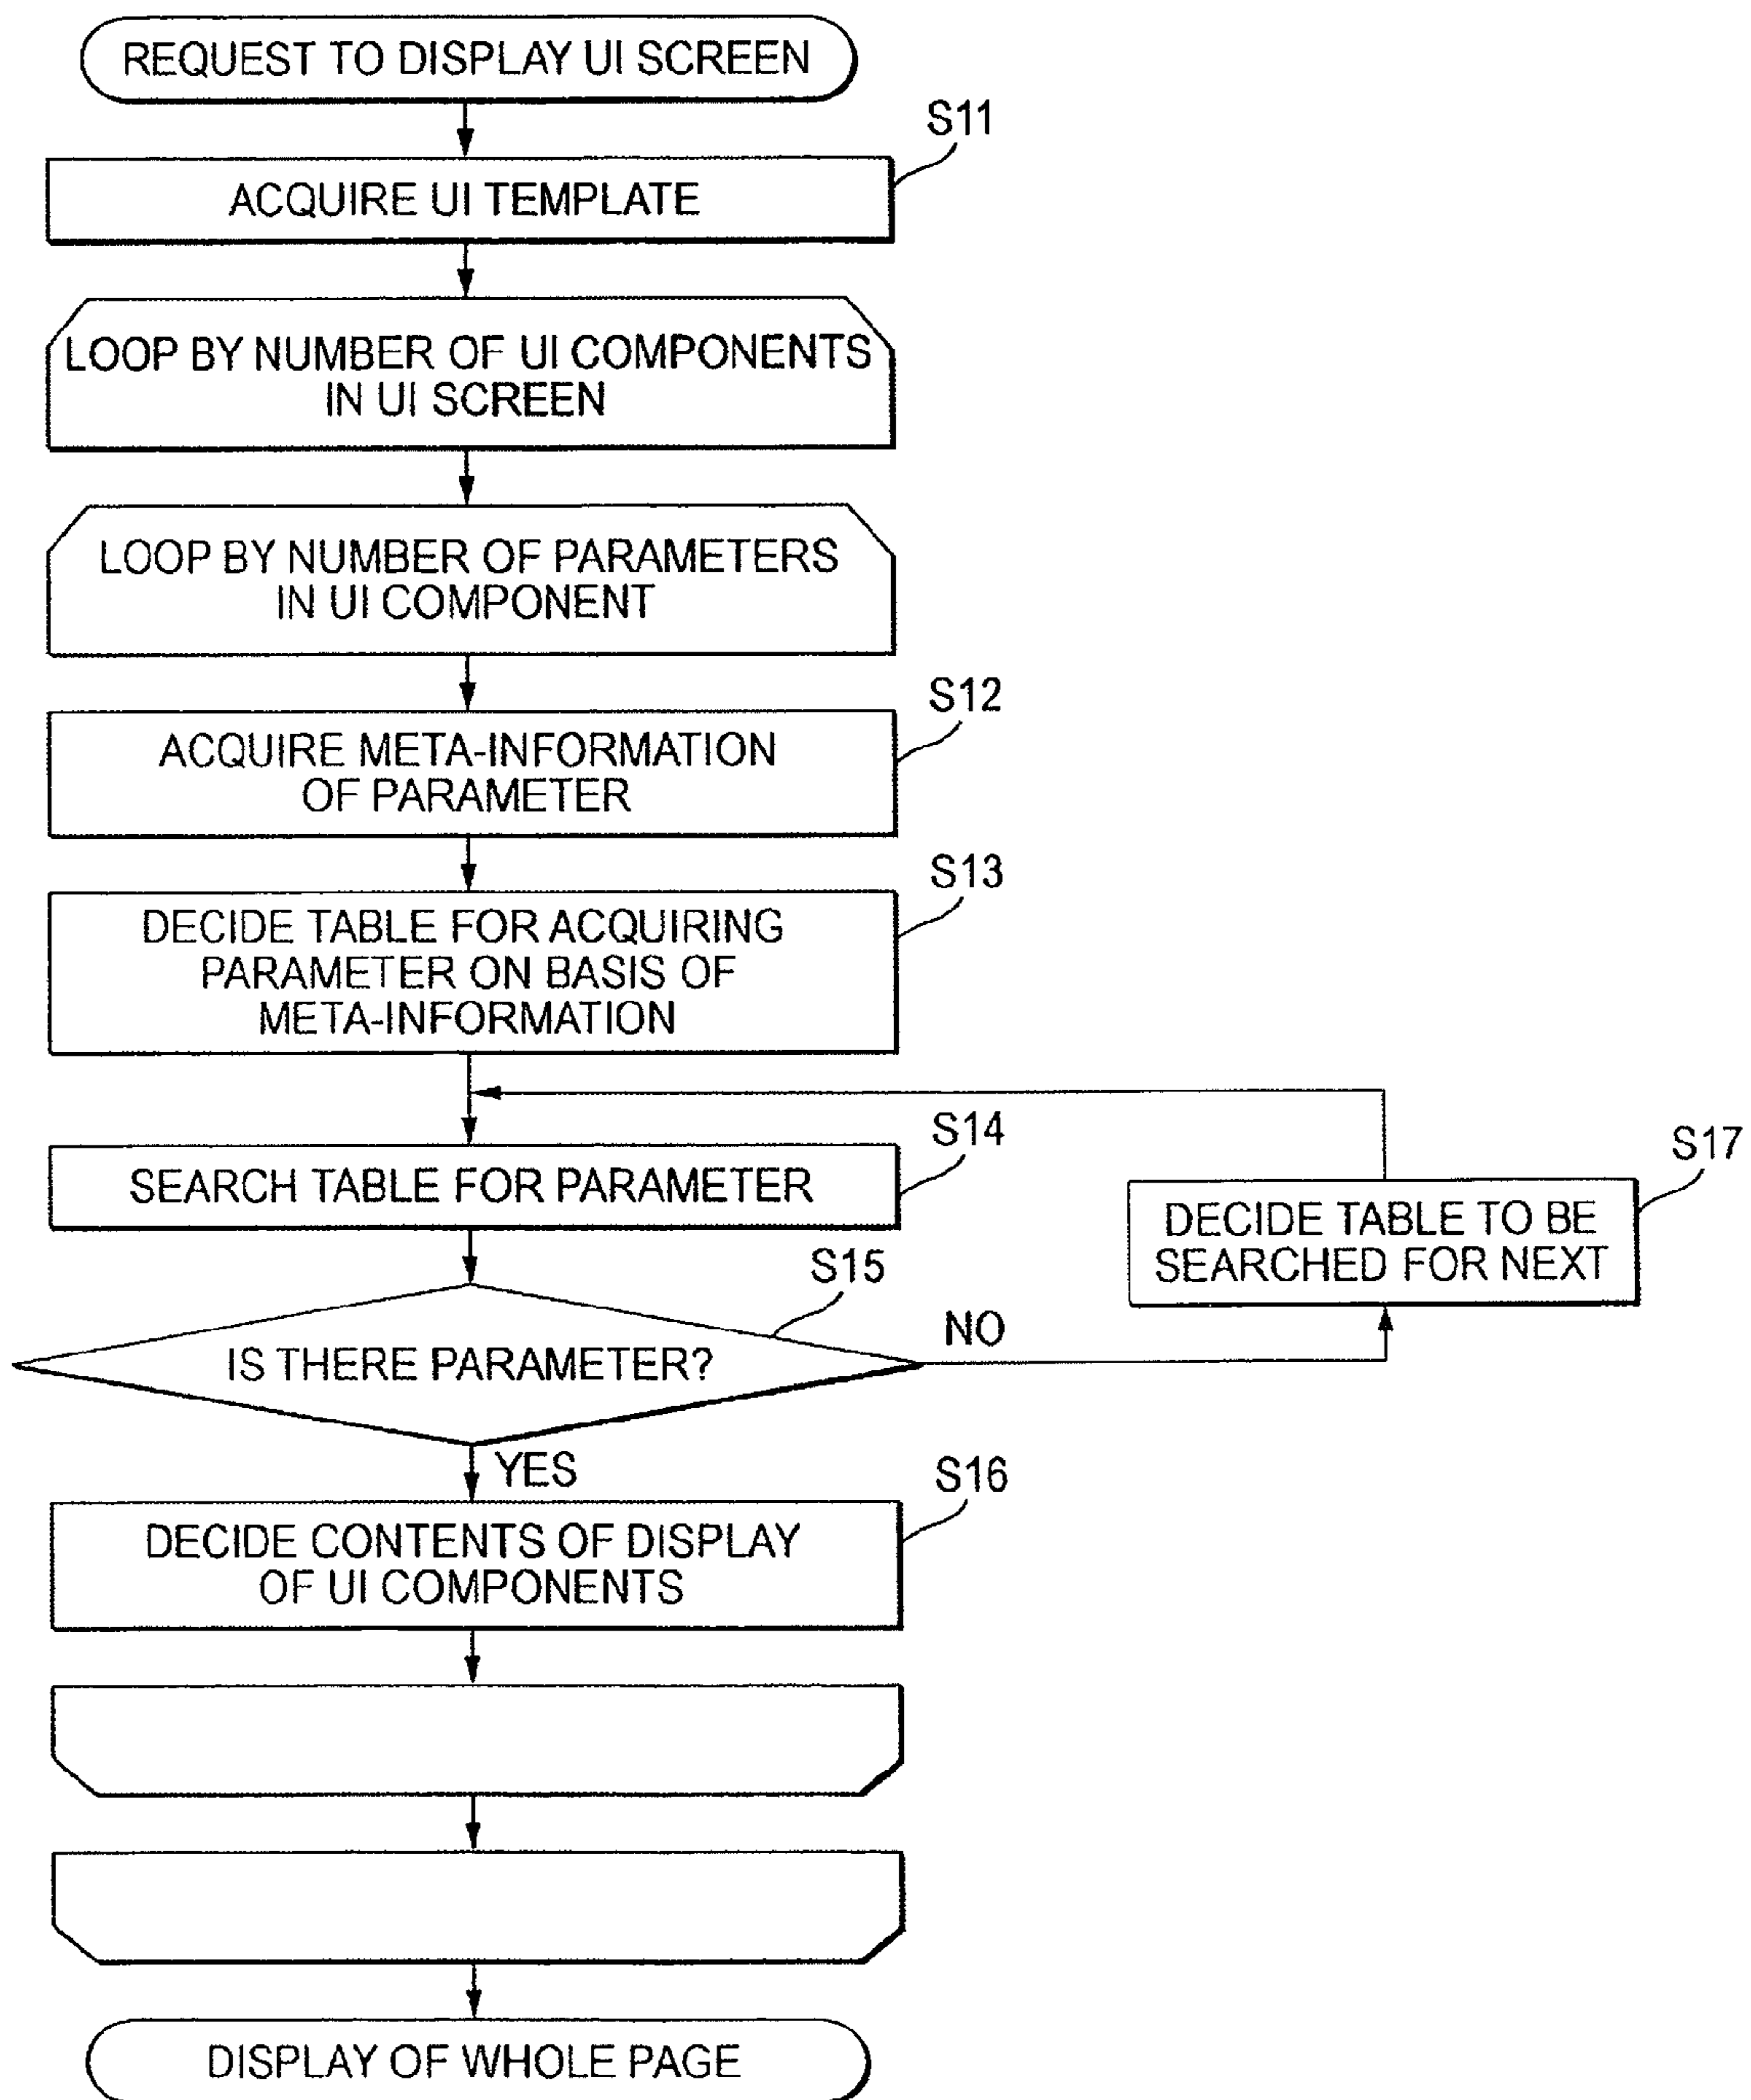 REQUEST TO DISPLAY UI SCREEN
S11
ACQUIRE UI TEMPLATE
LOOP BY NUMBER OF UI COMPONENTS
IN UI SCREEN
LOOP BY NUMBER OF PARAMETERS
IN UI COMPONENT
S12
ACQUIRE META-INFORMATION
OF PARAMETER
S13
DECIDE TABLE FOR ACQUIRING
PARAMETER ON BASIS OF
META-INFORMATION
S14
SEARCH TABLE FOR PARAMETER
S17
DECIDE TABLE TO BE
SEARCHED FOR NEXT
S15
IS THERE PARAMETER?
NO
YES
S16
DECIDE CONTENTS OF DISPLAY
OF UI COMPONENTS
DISPLAY OF WHOLE PAGE